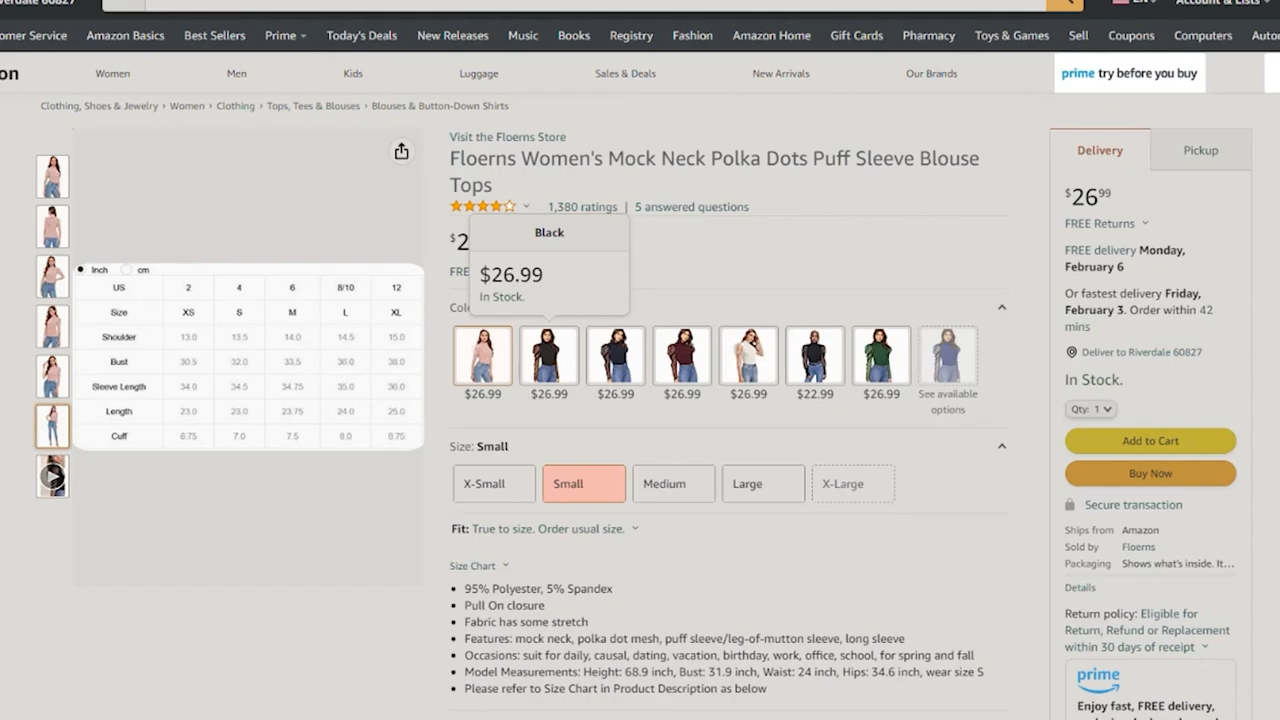 verdale 60827
EN
Account & Lists
omer Service Amazon Basics Best Sellers Prime Today's Deals New Releases Music Books Registry Fashion Amazon Home Gift Cards Pharmacy Toys & Games Sell Coupons Computers Autor
on Women Men Kids Luggage Sales & Deals New Arrivals Our Brands prime try before you buy
Clothing, Shoes & Jewelry › Women › Clothing › Tops, Tees & Blouses › Blouses & Button-Down Shirts
Inch cm
US 2 4 6 8/10 12
Size XS S M L XL
Shoulder 13.0 13.5 14.0 14.5 15.0
Bust 30.5 32.0 33.5 36.0 38.0
Sleeve Length 34.0 34.5 34.75 35.0 36.0
Length 23.0 23.0 23.75 24.0 25.0
Cuff 6.75 7.0 7.5 8.0 8.75
Visit the Floerns Store
Floerns Women's Mock Neck Polka Dots Puff Sleeve Blouse
Tops
1,380 ratings | 5 answered questions
$2
FRE
Black
$26.99
In Stock.
Colo
$26.99 $26.99 $26.99 $26.99 $26.99 $22.99 $26.99 See available
options
Size: Small
X-Small Small Medium Large X-Large
Fit: True to size. Order usual size.
Size Chart
• 95% Polyester, 5% Spandex
• Pull On closure
• Fabric has some stretch
• Features: mock neck, polka dot mesh, puff sleeve/leg-of-mutton sleeve, long sleeve
• Occasions: suit for daily, causal, dating, vacation, birthday, work, office, school, for spring and fall
• Model Measurements: Height: 68.9 inch, Bust: 31.9 inch, Waist: 24 inch, Hips: 34.6 inch, wear size S
• Please refer to Size Chart in Product Description as below
Delivery Pickup
$26 99
FREE Returns
FREE delivery Monday,
February 6
Or fastest delivery Friday,
February 3. Order within 42
mins
Deliver to Riverdale 60827
In Stock.
Qty: 1
Add to Cart
Buy Now
Secure transaction
Ships from Amazon
Sold by Floerns
Packaging Shows what's inside. It…
Details
Return policy: Eligible for
Return, Refund or Replacement
within 30 days of receipt
prime
Enjoy fast, FREE delivery,